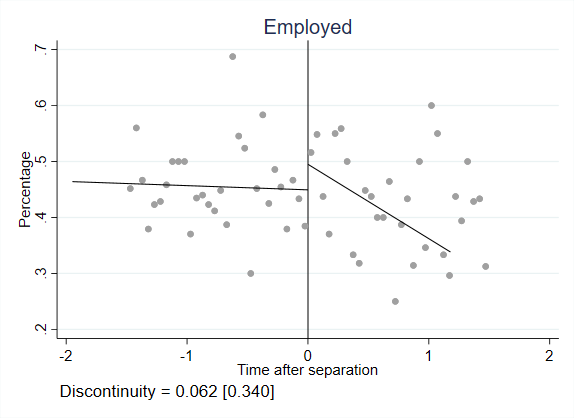 Employed
Percentage
.7
.6
.5
.4
.3
.2
-2 -1 0 1 2
Time after separation
Discontinuity = 0.062 [0.340]